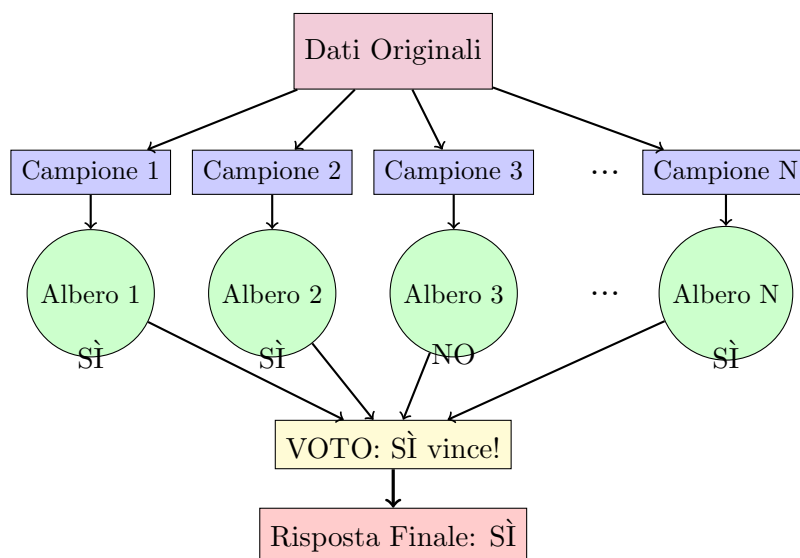 Dati Originali
Campione 1 Campione 2 Campione 3 ... Campione N
Albero 1 Albero 2 Albero 3 ... Albero N
SÌ SÌ NO SÌ
VOTO: SÌ vince!
Risposta Finale: SÌ